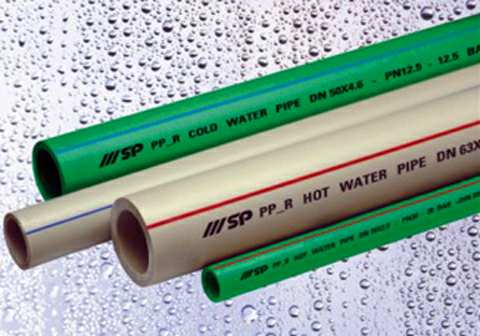 SP PP_R COLD WATER PIPE DN 50X4.6 - PN12.5 - 12.5 BA
SP PP_R HOT WATER PIPE DN 63X
SP PP_R HOT WATER PIPE DN